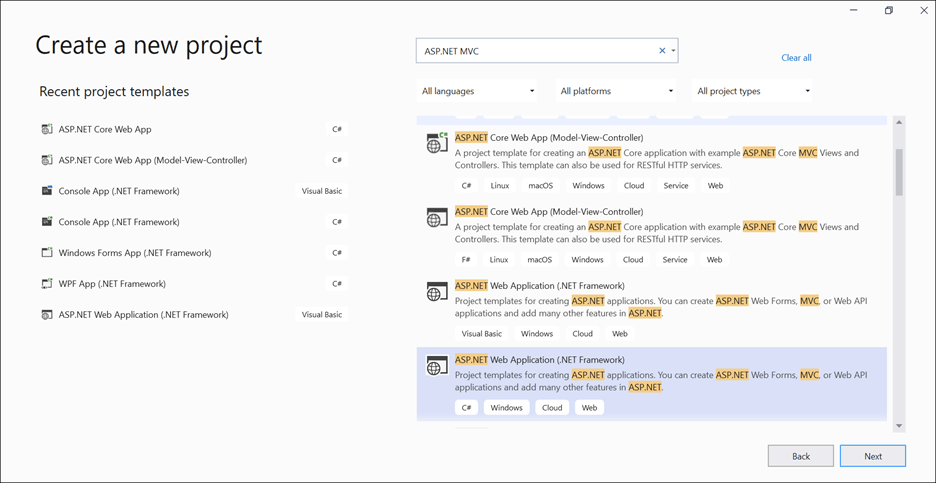 Create a new project
Recent project templates
ASP.NET Core Web App C#
ASP.NET Core Web App (Model-View-Controller) C#
Console App (.NET Framework) Visual Basic
Console App (.NET Framework) C#
Windows Forms App (.NET Framework) C#
WPF App (.NET Framework) C#
ASP.NET Web Application (.NET Framework) Visual Basic
ASP.NET MVC
Clear all
All languages All platforms All project types
ASP.NET Core Web App (Model-View-Controller)
A project template for creating an ASP.NET Core application with example ASP.NET Core MVC Views and
Controllers. This template can also be used for RESTful HTTP services.
C# Linux macOS Windows Cloud Service Web
ASP.NET Core Web App (Model-View-Controller)
A project template for creating an ASP.NET Core application with example ASP.NET Core MVC Views and
Controllers. This template can also be used for RESTful HTTP services.
F# Linux macOS Windows Cloud Service Web
ASP.NET Web Application (.NET Framework)
Project templates for creating ASP.NET applications. You can create ASP.NET Web Forms, MVC, or Web API
applications and add many other features in ASP.NET.
Visual Basic Windows Cloud Web
ASP.NET Web Application (.NET Framework)
Project templates for creating ASP.NET applications. You can create ASP.NET Web Forms, MVC, or Web API
applications and add many other features in ASP.NET.
C# Windows Cloud Web
Back Next